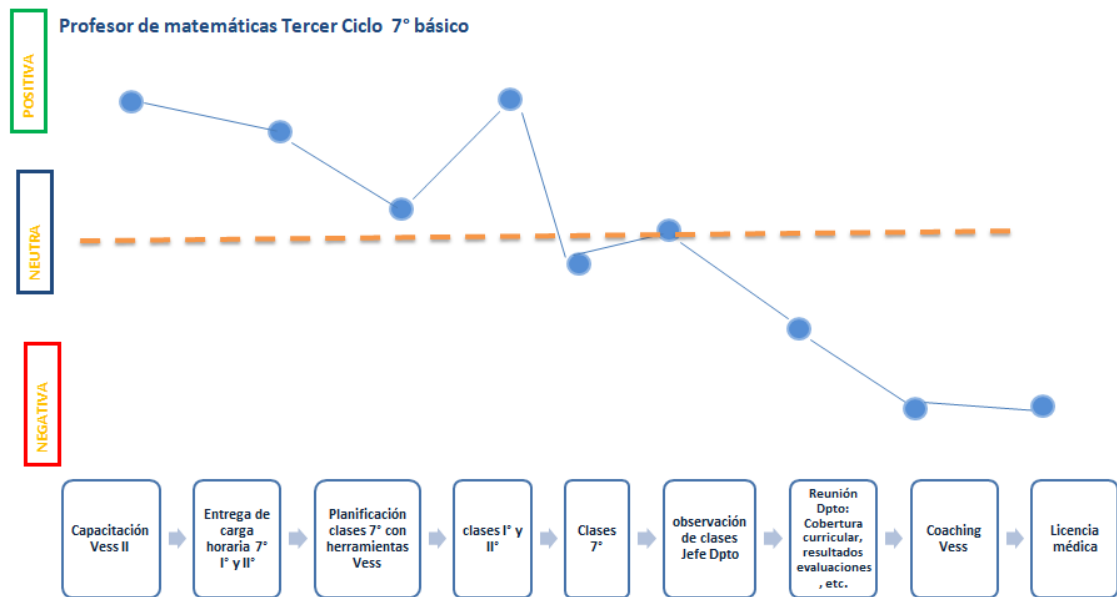 Profesor de matemáticas Tercer Ciclo 7° básico
POSITIVA
NEUTRA
NEGATIVA
Capacitación
Vess II
Entrega de
carga
horaria 7°
I° y II°
Planificación
clases 7° con
herramientas
Vess
clases I° y
II°
Clases
7°
observación
de clases
Jefe Dpto
Reunión
Dpto:
Cobertura
curricular,
resultados
evaluaciones
, etc.
Coaching
Vess
Licencia
médica